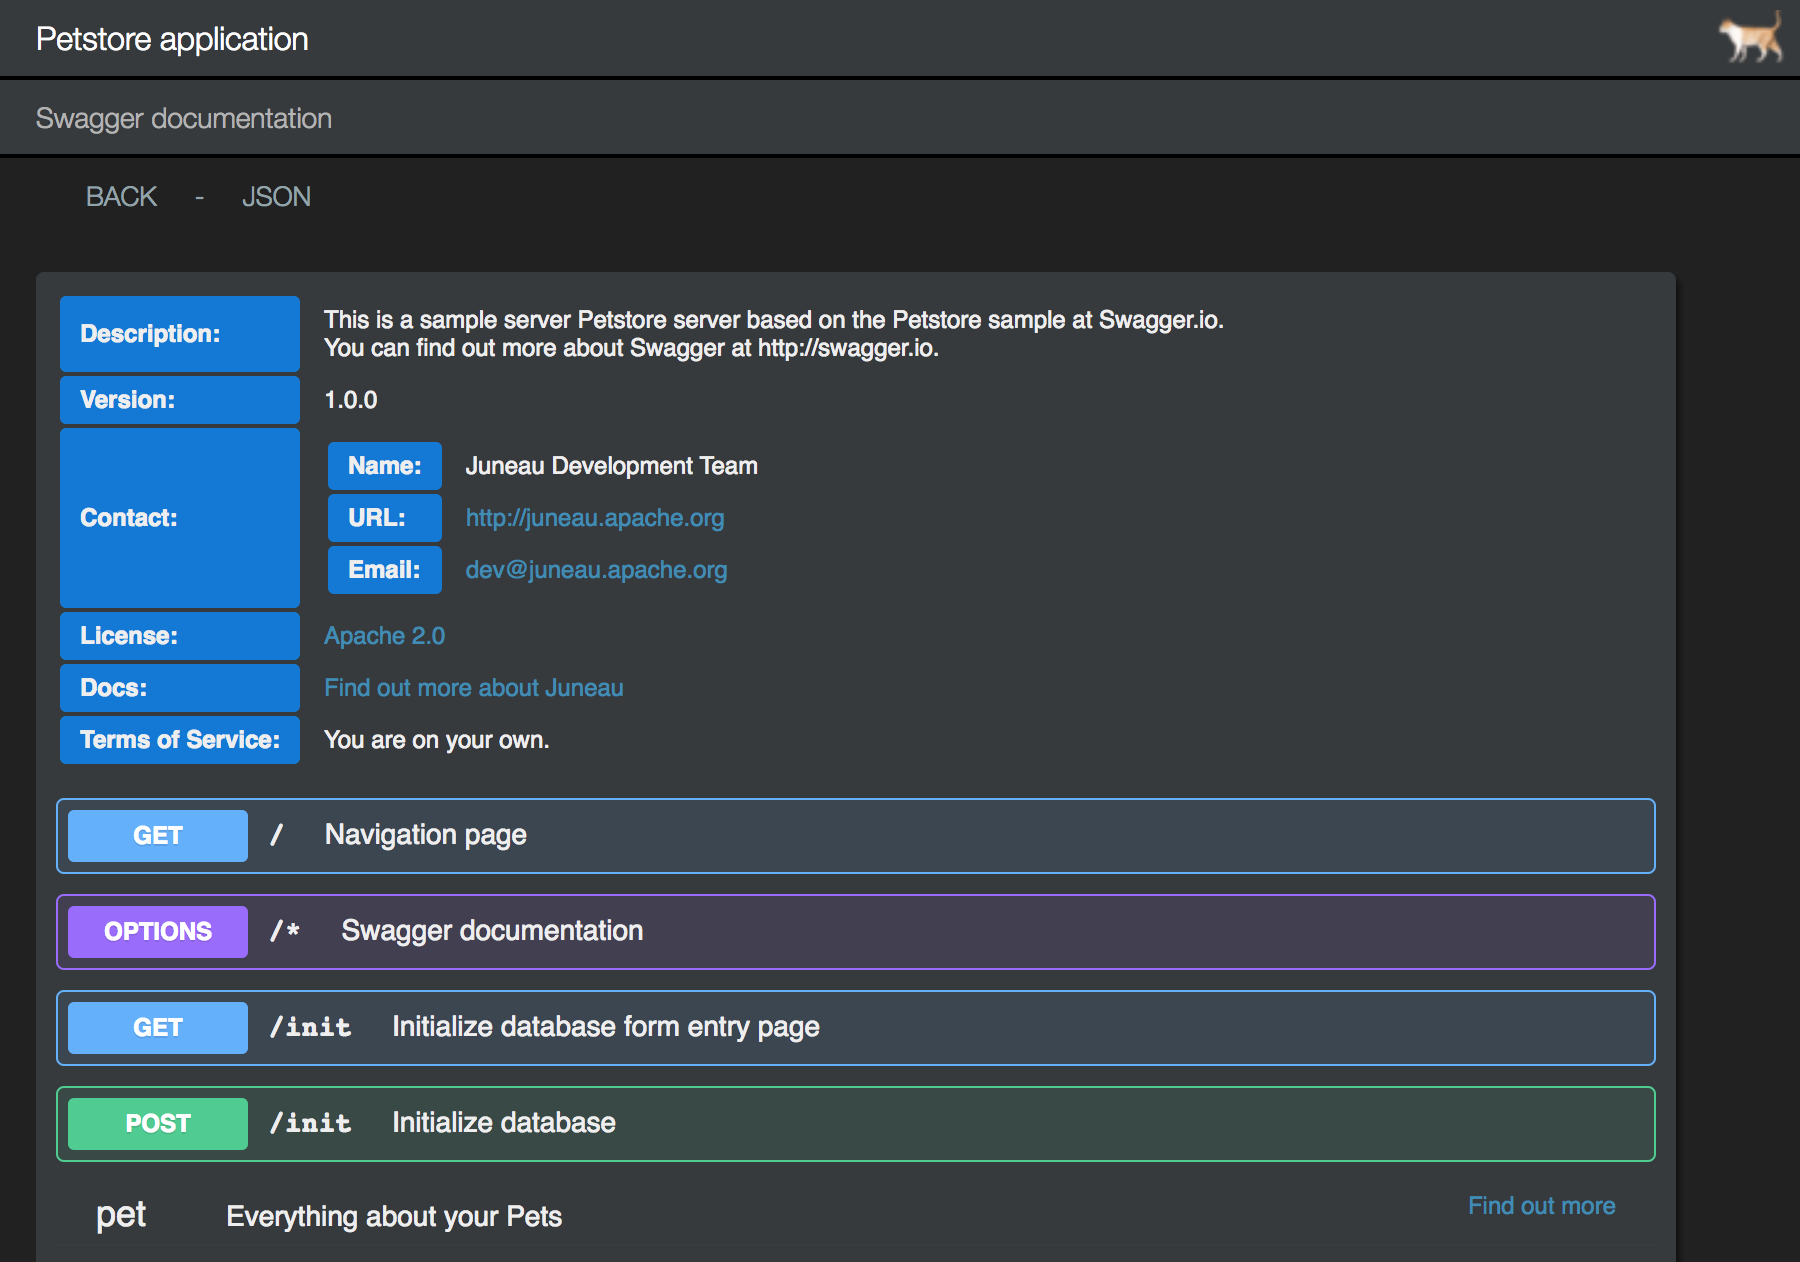 Petstore application
Swagger documentation
BACK - JSON
Description: This is a sample server Petstore server based on the Petstore sample at Swagger.io.
You can find out more about Swagger at http://swagger.io.
Version: 1.0.0
Contact: Name: Juneau Development Team
URL: http://juneau.apache.org
Email: dev@juneau.apache.org
License: Apache 2.0
Docs: Find out more about Juneau
Terms of Service: You are on your own.
GET / Navigation page
OPTIONS /* Swagger documentation
GET /init Initialize database form entry page
POST /init Initialize database
pet Everything about your Pets Find out more